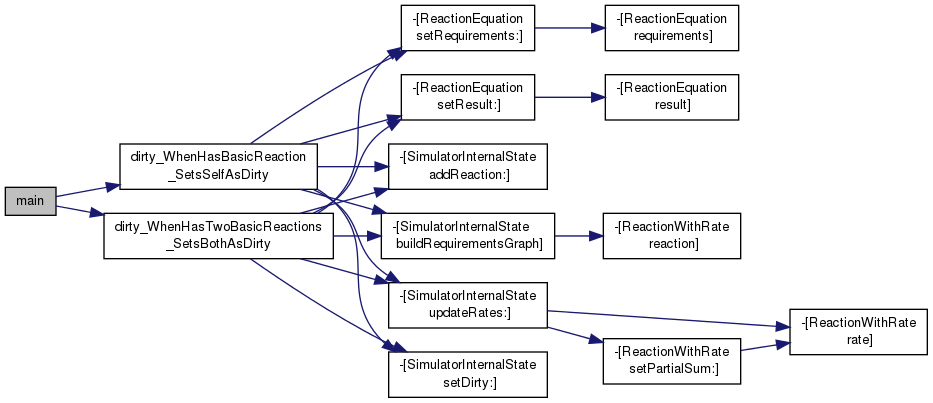 main
dirty_WhenHasBasicReaction
_SetsSelfAsDirty
dirty_WhenHasTwoBasicReactions
_SetsBothAsDirty
-[ReactionEquation
setRequirements:]
-[ReactionEquation
setResult:]
-[SimulatorInternalState
addReaction:]
-[SimulatorInternalState
buildRequirementsGraph]
-[SimulatorInternalState
updateRates:]
-[SimulatorInternalState
setDirty:]
-[ReactionEquation
requirements]
-[ReactionEquation
result]
-[ReactionWithRate
reaction]
-[ReactionWithRate
setPartialSum:]
-[ReactionWithRate
rate]